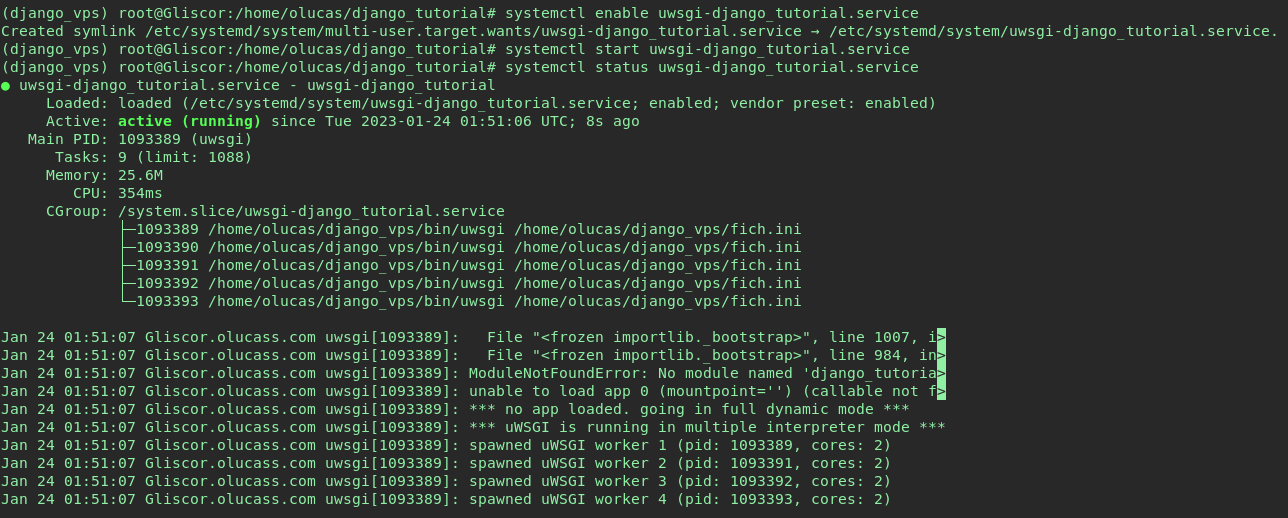 (django_vps) root@Gliscor:/home/olucas/django_tutorial# systemctl enable uwsgi-django_tutorial.service
Created symlink /etc/systemd/system/multi-user.target.wants/uwsgi-django_tutorial.service → /etc/systemd/system/uwsgi-django_tutorial.service.
(django_vps) root@Gliscor:/home/olucas/django_tutorial# systemctl start uwsgi-django_tutorial.service
(django_vps) root@Gliscor:/home/olucas/django_tutorial# systemctl status uwsgi-django_tutorial.service
● uwsgi-django_tutorial.service - uwsgi-django_tutorial
     Loaded: loaded (/etc/systemd/system/uwsgi-django_tutorial.service; enabled; vendor preset: enabled)
     Active: active (running) since Tue 2023-01-24 01:51:06 UTC; 8s ago
   Main PID: 1093389 (uwsgi)
      Tasks: 9 (limit: 1088)
     Memory: 25.6M
        CPU: 354ms
     CGroup: /system.slice/uwsgi-django_tutorial.service
             ├─1093389 /home/olucas/django_vps/bin/uwsgi /home/olucas/django_vps/fich.ini
             ├─1093390 /home/olucas/django_vps/bin/uwsgi /home/olucas/django_vps/fich.ini
             ├─1093391 /home/olucas/django_vps/bin/uwsgi /home/olucas/django_vps/fich.ini
             ├─1093392 /home/olucas/django_vps/bin/uwsgi /home/olucas/django_vps/fich.ini
             └─1093393 /home/olucas/django_vps/bin/uwsgi /home/olucas/django_vps/fich.ini
Jan 24 01:51:07 Gliscor.olucass.com uwsgi[1093389]:   File "<frozen importlib._bootstrap>", line 1007, i>
Jan 24 01:51:07 Gliscor.olucass.com uwsgi[1093389]:   File "<frozen importlib._bootstrap>", line 984, in>
Jan 24 01:51:07 Gliscor.olucass.com uwsgi[1093389]: ModuleNotFoundError: No module named 'django_tutoria>
Jan 24 01:51:07 Gliscor.olucass.com uwsgi[1093389]: unable to load app 0 (mountpoint='') (callable not f>
Jan 24 01:51:07 Gliscor.olucass.com uwsgi[1093389]: *** no app loaded. going in full dynamic mode ***
Jan 24 01:51:07 Gliscor.olucass.com uwsgi[1093389]: *** uWSGI is running in multiple interpreter mode ***
Jan 24 01:51:07 Gliscor.olucass.com uwsgi[1093389]: spawned uWSGI worker 1 (pid: 1093389, cores: 2)
Jan 24 01:51:07 Gliscor.olucass.com uwsgi[1093389]: spawned uWSGI worker 2 (pid: 1093391, cores: 2)
Jan 24 01:51:07 Gliscor.olucass.com uwsgi[1093389]: spawned uWSGI worker 3 (pid: 1093392, cores: 2)
Jan 24 01:51:07 Gliscor.olucass.com uwsgi[1093389]: spawned uWSGI worker 4 (pid: 1093393, cores: 2)